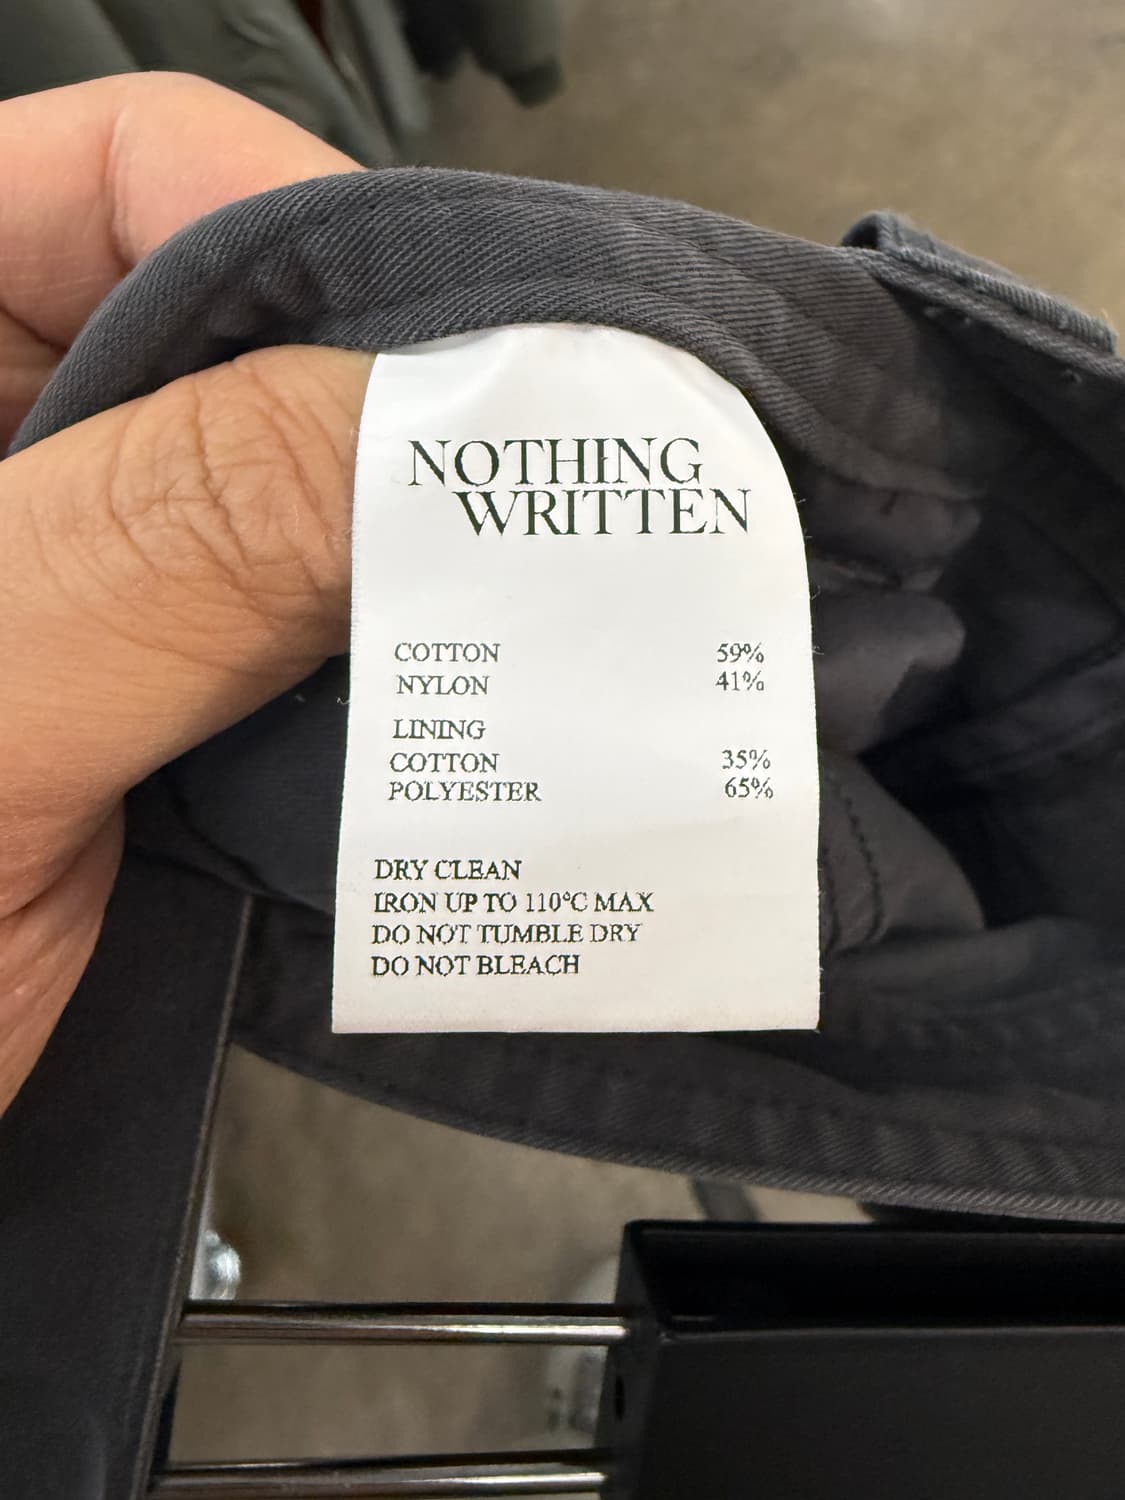 NOTHING
WRITTEN
COTTON 59%
NYLON 41%
LINING
COTTON 35%
POLYESTER 65%
DRY CLEAN
IRON UP TO 110°C MAX
DO NOT TUMBLE DRY
DO NOT BLEACH